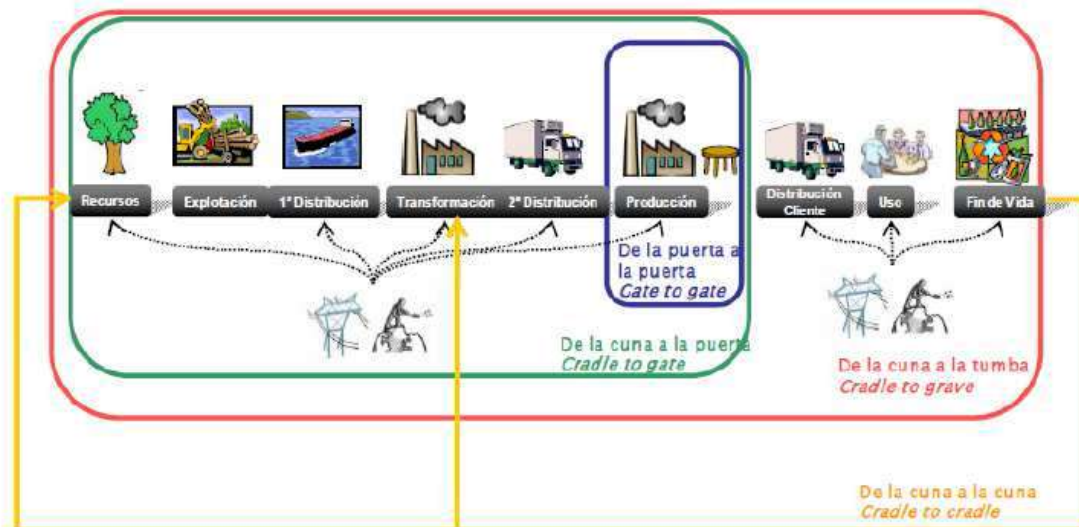 Recursos
Explotación
1ª Distribución
Transformación
2ª Distribución
Producción
Distribución
Cliente
Uso
Fin de Vida
De la puerta a
la puerta
Gate to gate
De la cuna a la puerta
Cradle to gate
De la cuna a la tumba
Cradle to grave
De la cuna a la cuna
Cradle to cradle